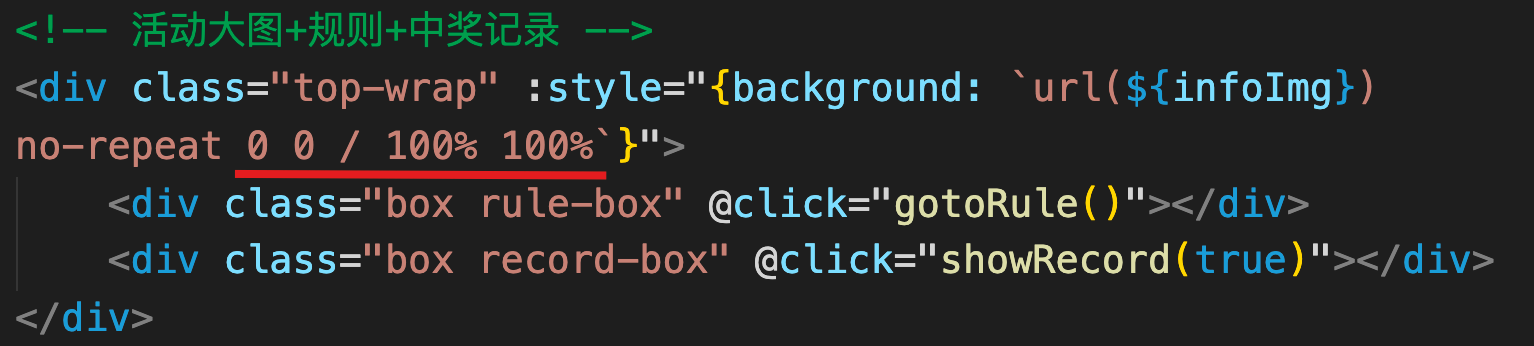 <!-- 活动大图+规则+中奖记录 -->
<div class="top-wrap" :style="{background: `url(${infoImg})
no-repeat 0 0 / 100% 100%`}">
<div class="box rule-box" @click="gotoRule()"></div>
<div class="box record-box" @click="showRecord(true)"></div>
</div>